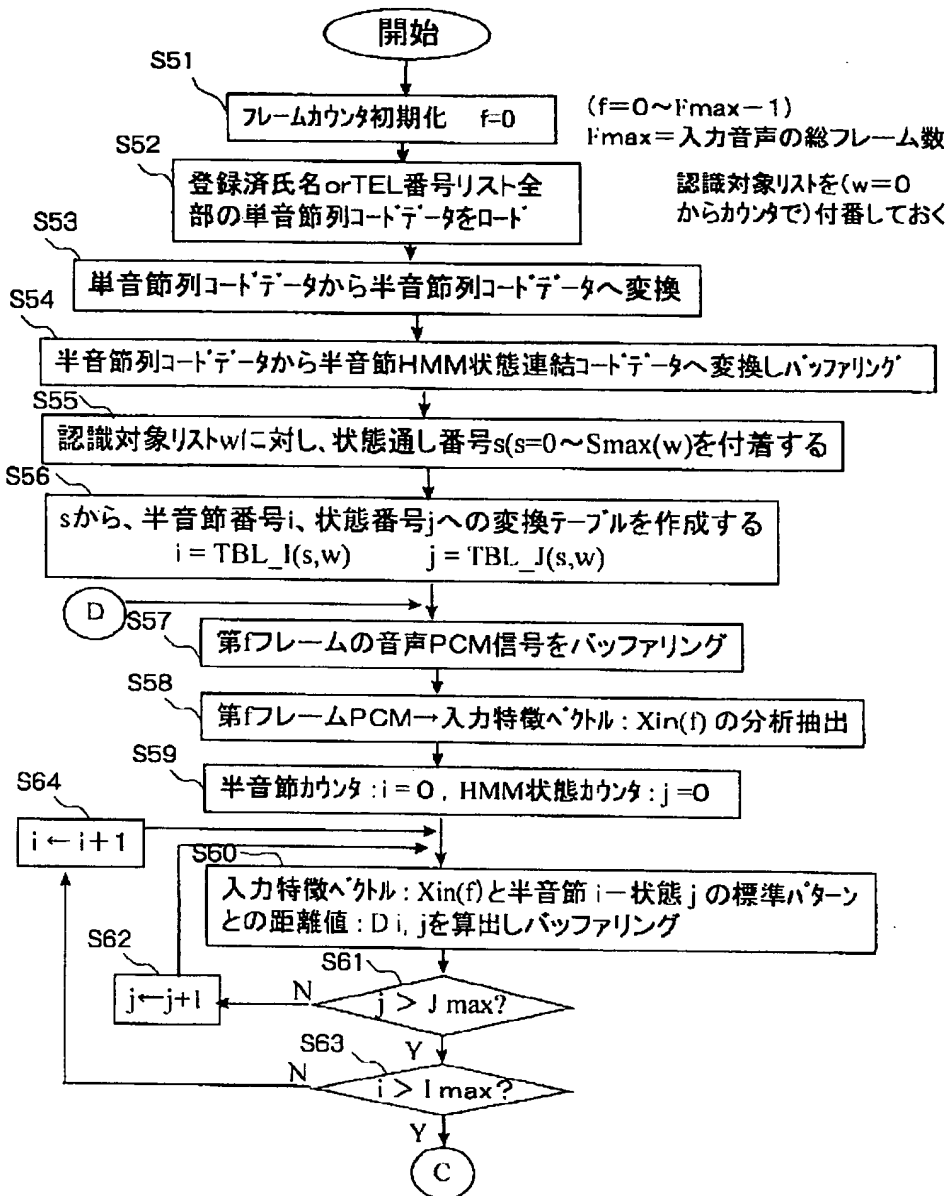 開始
S51
フレームカウンタ初期化 f=0
(f=0～Fmax−1)
Fmax=入力音声の総フレーム数
S52
登録済氏名orTEL番号リスト全
部の単音節列コードデータをロード
認識対象リストを(w=0
からカウンタで)付番しておく
S53
単音節列コードデータから半音節列コードデータへ変換
S54
半音節列コードデータから半音節HMM状態連結コードデータへ変換しバッファリング
S55
認識対象リストwに対し、状態通し番号s(s=0～Smax(w)を付着する
S56
sから、半音節番号i、状態番号jへの変換テーブルを作成する
i = TBL_I(s,w) j = TBL_J(s,w)
D
S57
第fフレームの音声PCM信号をバッファリング
S58
第fフレームPCM→入力特徴ベクトル：Xin(f) の分析抽出
S59
半音節カウンタ：i=0，HMM状態カウンタ：j=0
S64
i←i+1
S60
入力特徴ベクトル：Xin(f)と半音節i−状態jの標準パターン
との距離値：Di, jを算出しバッファリング
S62
j←j+1
S61
N
j > Jmax?
Y
S63
N
i > Imax?
Y
C